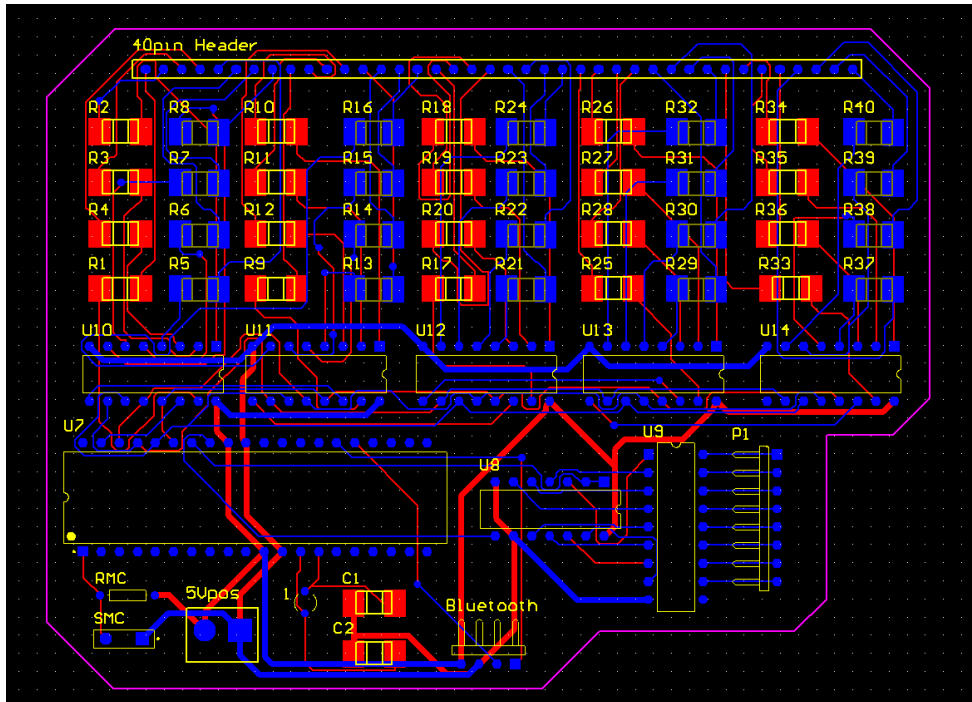 40pin Header
R2 R8 R10 R16 R18 R24 R26 R32 R34 R40
R3 R7 R11 R15 R19 R23 R27 R31 R35 R39
R4 R6 R12 R14 R20 R22 R28 R30 R36 R38
R1 R5 R9 R13 R17 R21 R25 R29 R33 R37
U10 U11 U12 U13 U14
U7 U9 P1
U8
RMC 5Vpos 1 C1
SMC C2 Bluetooth